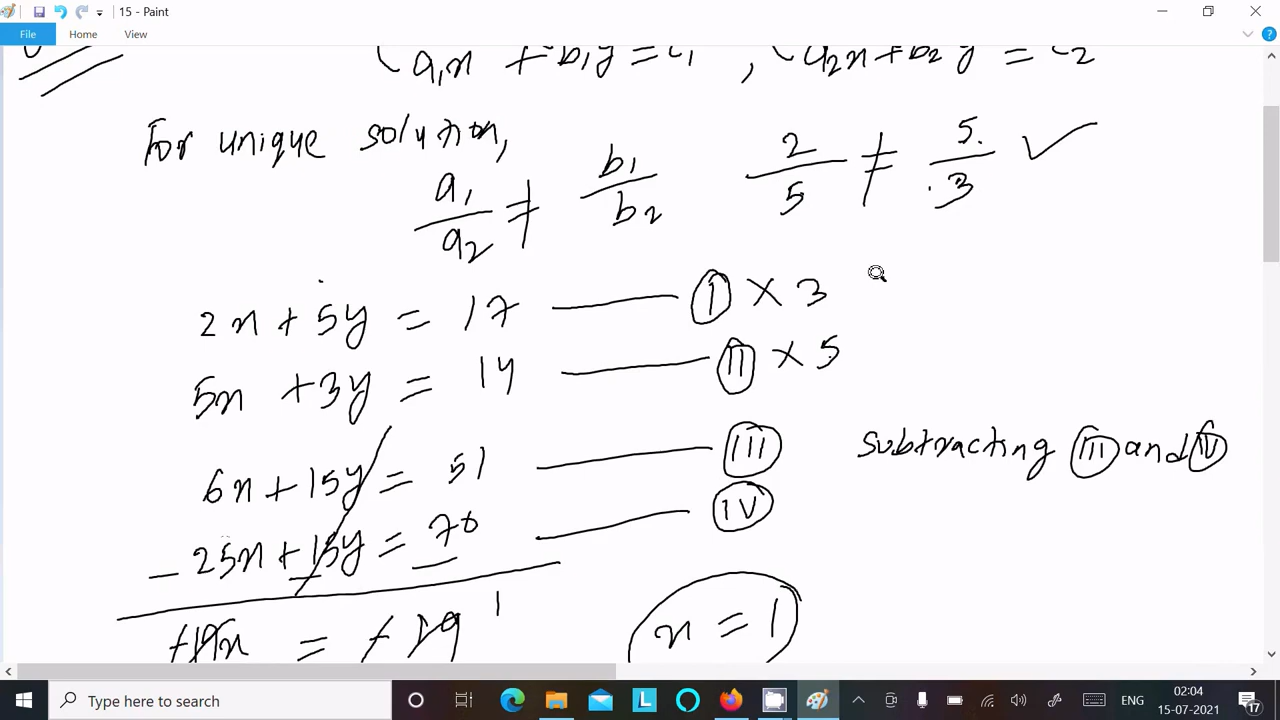 15 - Paint
File Home View
a₁x + b₁y = c₁ , a₂x + b₂y = c₂
For unique solution,
a₁/a₂ ≠ b₁/b₂ 2/5 ≠ 5/3 ✓
2x + 5y = 17 —— I × 3
5x + 3y = 14 —— II × 5
6x + 15y = 51 —— III Subtracting III and IV
- 25x + 15y = 70 —— IV
+19x = +19 1 x = 1
Type here to search
ENG 02:04
15-07-2021
17